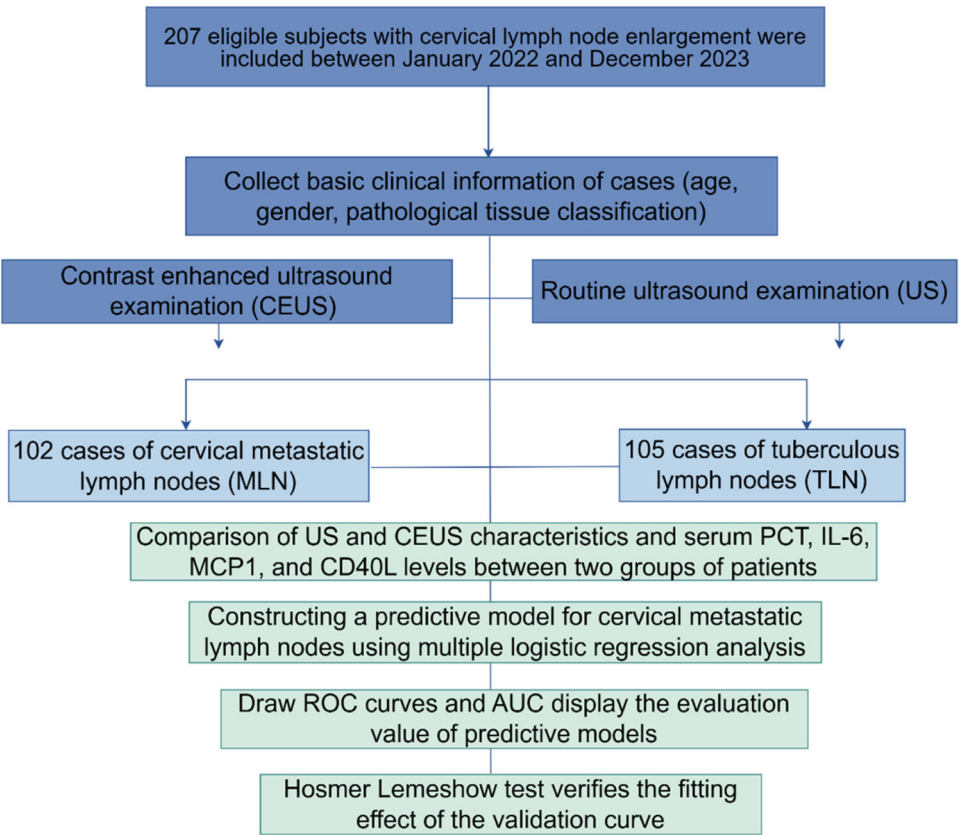 207 eligible subjects with cervical lymph node enlargement were
included between January 2022 and December 2023
Collect basic clinical information of cases (age,
gender, pathological tissue classification)
Contrast enhanced ultrasound
examination (CEUS)
Routine ultrasound examination (US)
102 cases of cervical metastatic
lymph nodes (MLN)
105 cases of tuberculous
lymph nodes (TLN)
Comparison of US and CEUS characteristics and serum PCT, IL-6,
MCP1, and CD40L levels between two groups of patients
Constructing a predictive model for cervical metastatic
lymph nodes using multiple logistic regression analysis
Draw ROC curves and AUC display the evaluation
value of predictive models
Hosmer Lemeshow test verifies the fitting
effect of the validation curve